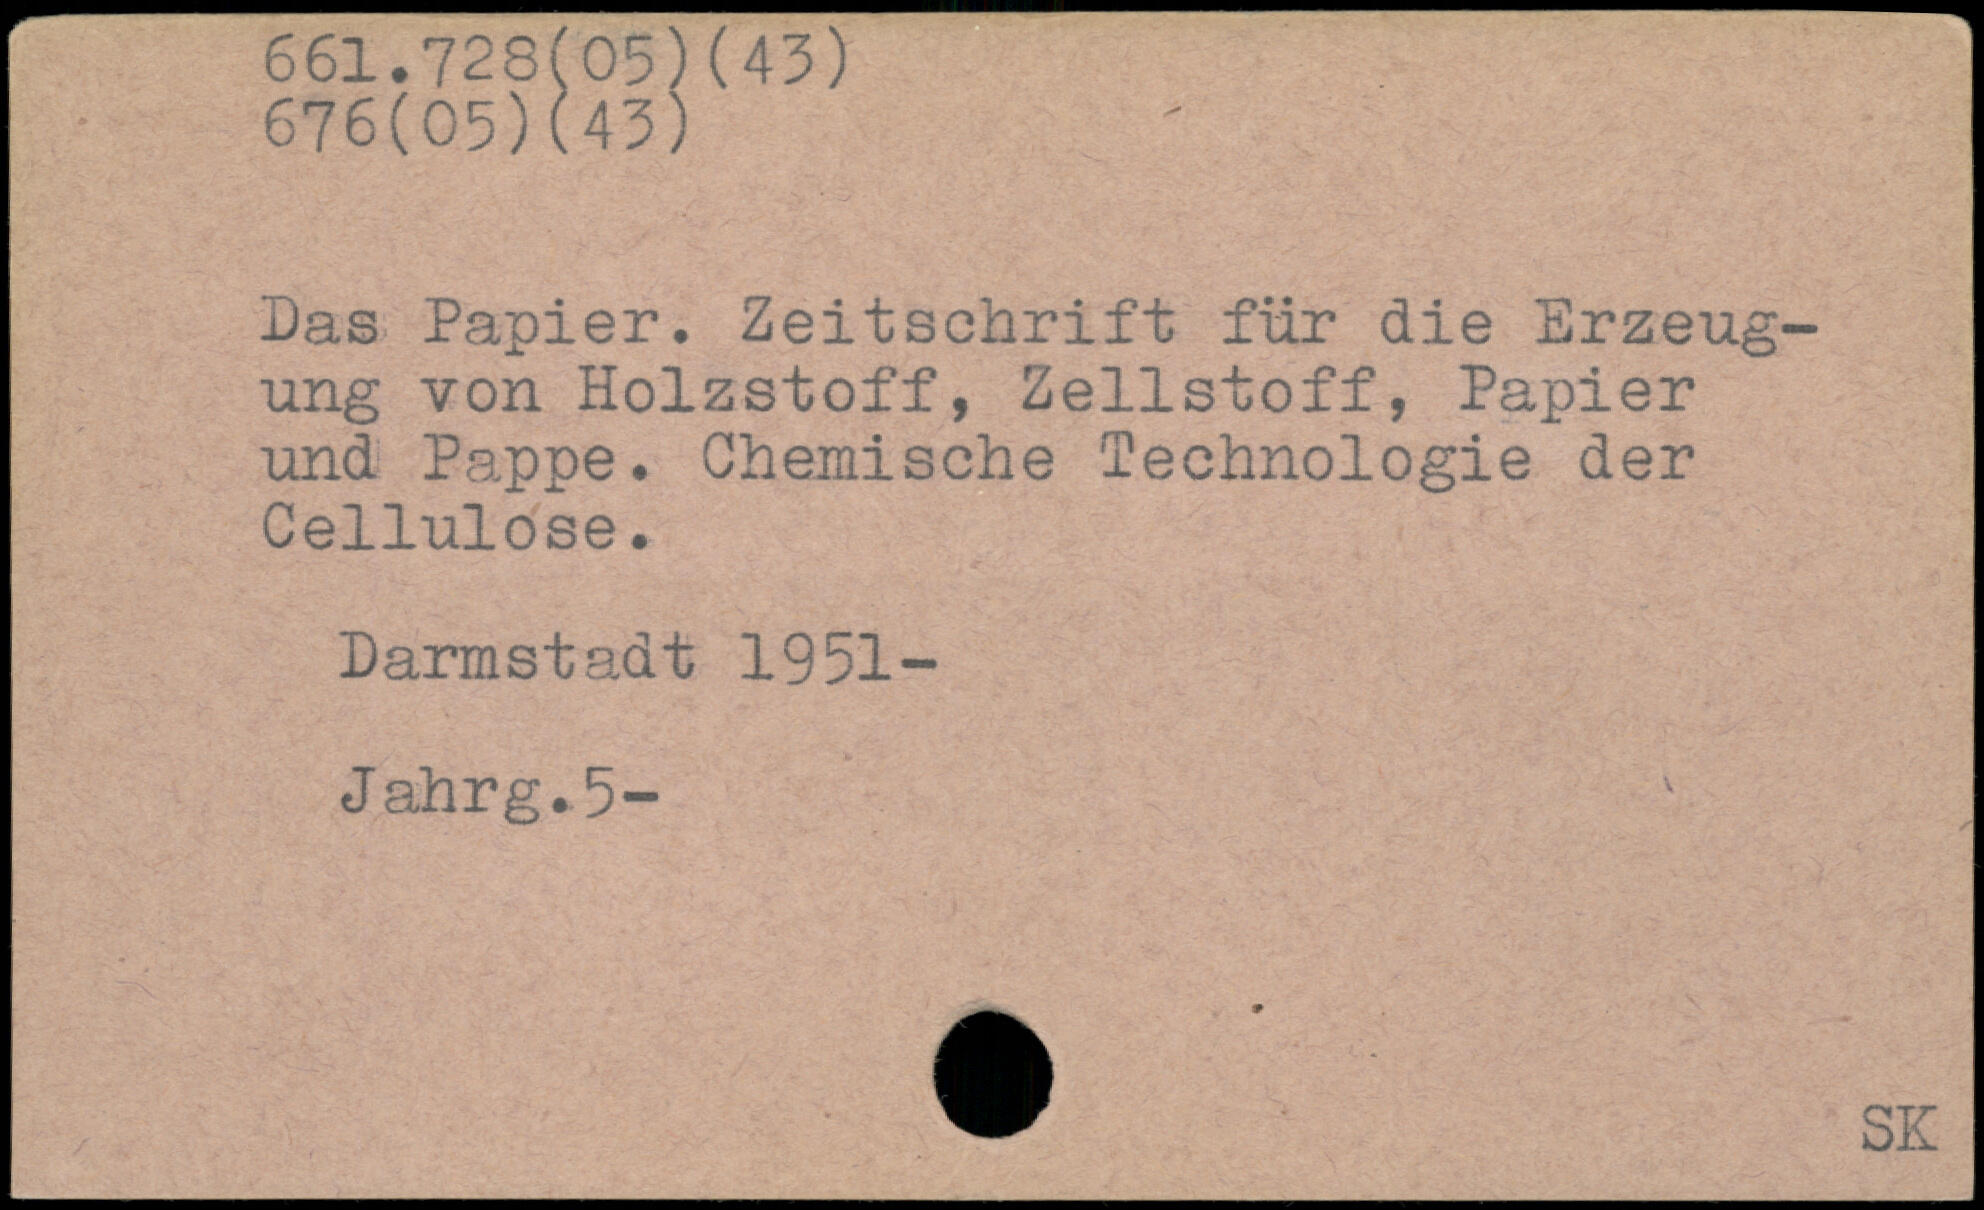 661.728(05)(43)
676(05)(43)
Das Papier. Zeitschrift für die Erzeug-
ung von Holzstoff, Zellstoff, Papier
und Pappe. Chemische Technologie der
Cellulose.
Darmstadt 1951-
Jahrg.5-
SK